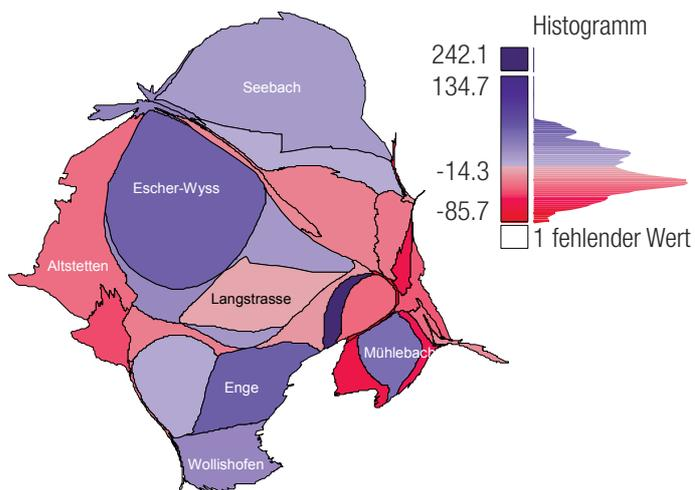 Histogramm
242.1
134.7
-14.3
-85.7
1 fehlender Wert
Seebach
Escher-Wyss
Altstetten
Langstrasse
Mühlebach
Enge
Wollishofen